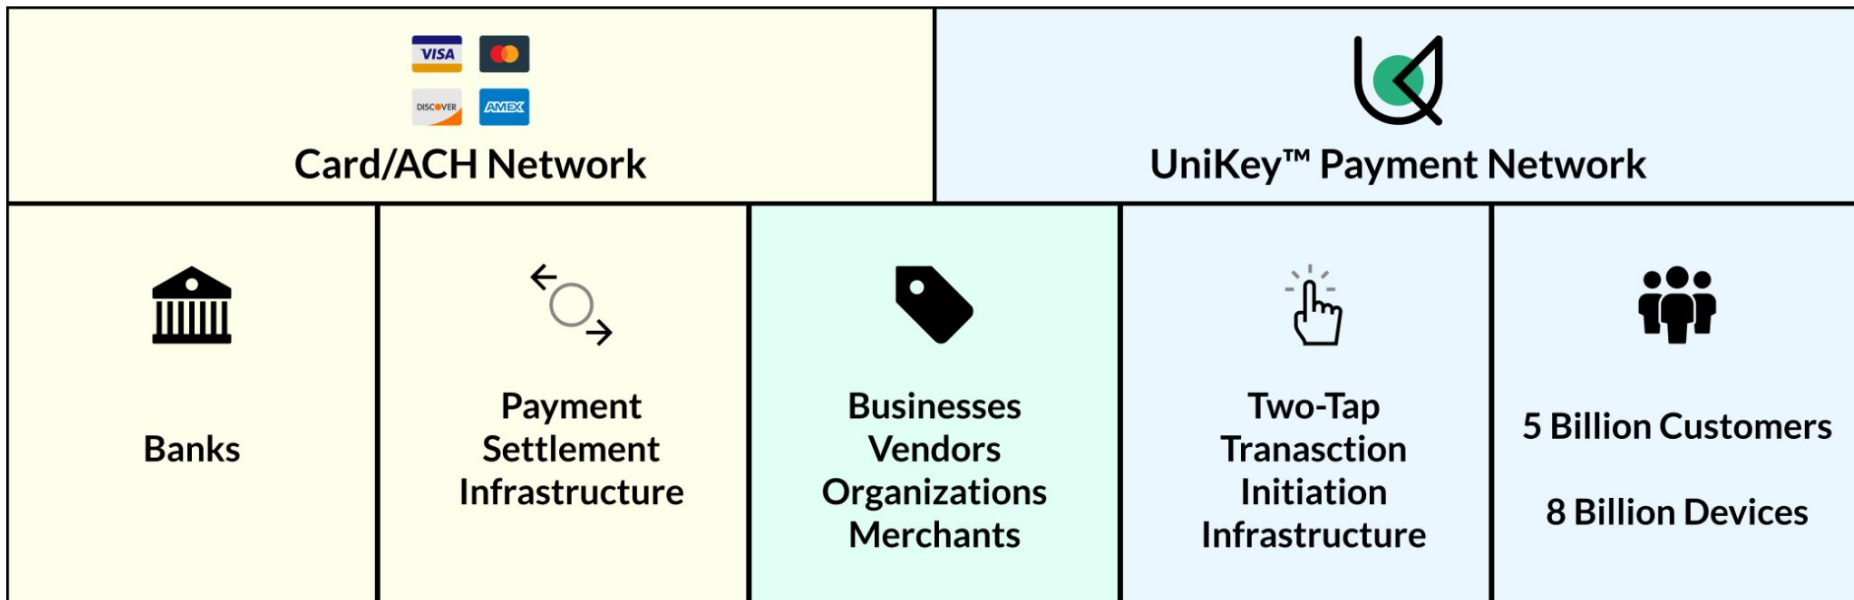 VISA
DISCOVER
AMEX
Card/ACH Network
UniKey™ Payment Network
Banks
Payment
Settlement
Infrastructure
Businesses
Vendors
Organizations
Merchants
Two-Tap
Tranasction
Initiation
Infrastructure
5 Billion Customers
8 Billion Devices